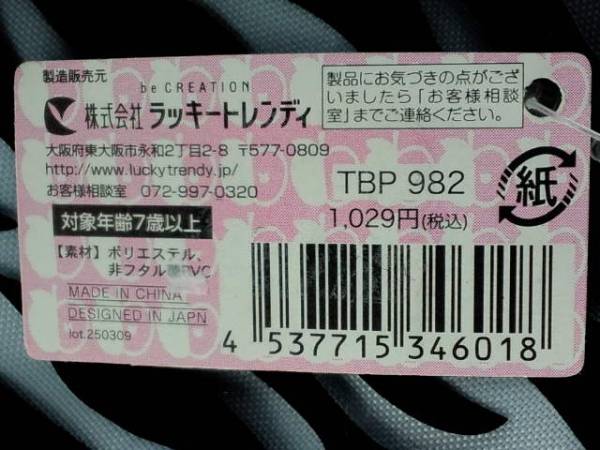 製造販売元
be CREATION
株式会社 ラッキートレンディ
大阪府東大阪市永和2丁目2-8 〒577-0809
http://www.luckytrendy.jp/
お客様相談室 072-997-0320
対象年齢7歳以上
【素材】ポリエステル、
非フタル酸PVC
MADE IN CHINA
DESIGNED IN JAPN
lot.250309
製品にお気づきの点がござ
いましたら「お客様相談
室」までご連絡ください。
TBP 982
1,029円(税込)
紙
4 537715 346018